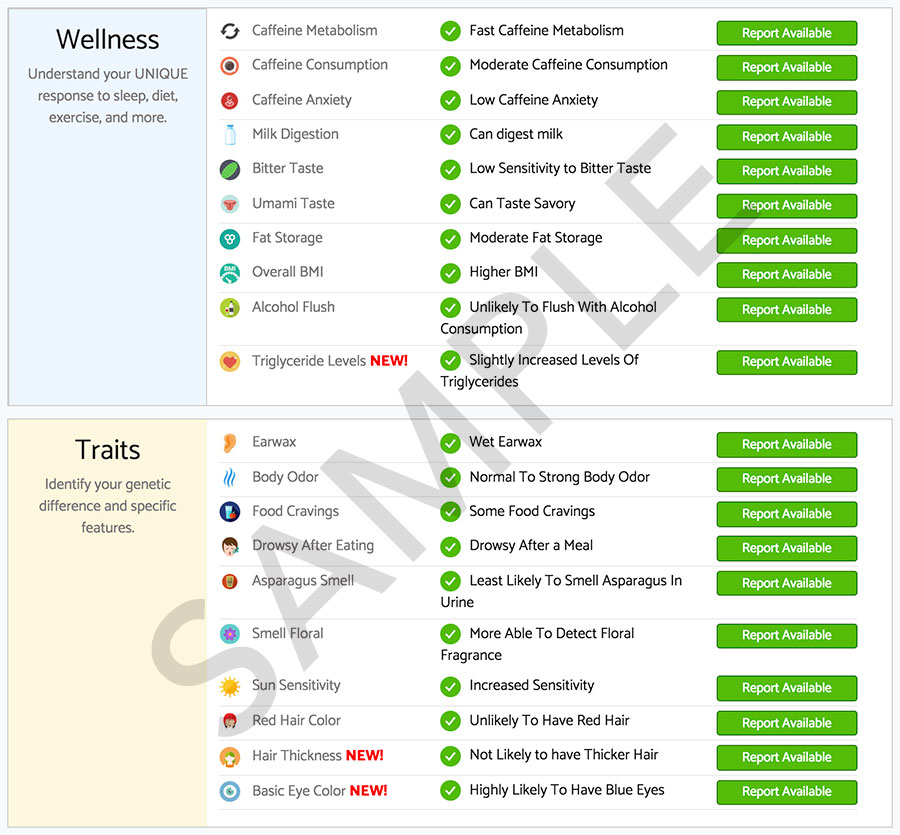 Wellness
Understand your UNIQUE
response to sleep, diet,
exercise, and more.
Caffeine Metabolism Fast Caffeine Metabolism Report Available
Caffeine Consumption Moderate Caffeine Consumption Report Available
Caffeine Anxiety Low Caffeine Anxiety Report Available
Milk Digestion Can digest milk Report Available
Bitter Taste Low Sensitivity to Bitter Taste Report Available
Umami Taste Can Taste Savory Report Available
Fat Storage Moderate Fat Storage Report Available
BMI Overall BMI Higher BMI Report Available
Alcohol Flush Unlikely To Flush With Alcohol Report Available
Consumption
Triglyceride Levels NEW! Slightly Increased Levels Of Report Available
Triglycerides
Traits
Identify your genetic
difference and specific
features.
Earwax Wet Earwax Report Available
Body Odor Normal To Strong Body Odor Report Available
Food Cravings Some Food Cravings Report Available
Drowsy After Eating Drowsy After a Meal Report Available
Asparagus Smell Least Likely To Smell Asparagus In Report Available
Urine
Smell Floral More Able To Detect Floral Report Available
Fragrance
Sun Sensitivity Increased Sensitivity Report Available
Red Hair Color Unlikely To Have Red Hair Report Available
Hair Thickness NEW! Not Likely to have Thicker Hair Report Available
Basic Eye Color NEW! Highly Likely To Have Blue Eyes Report Available
SAMPLE